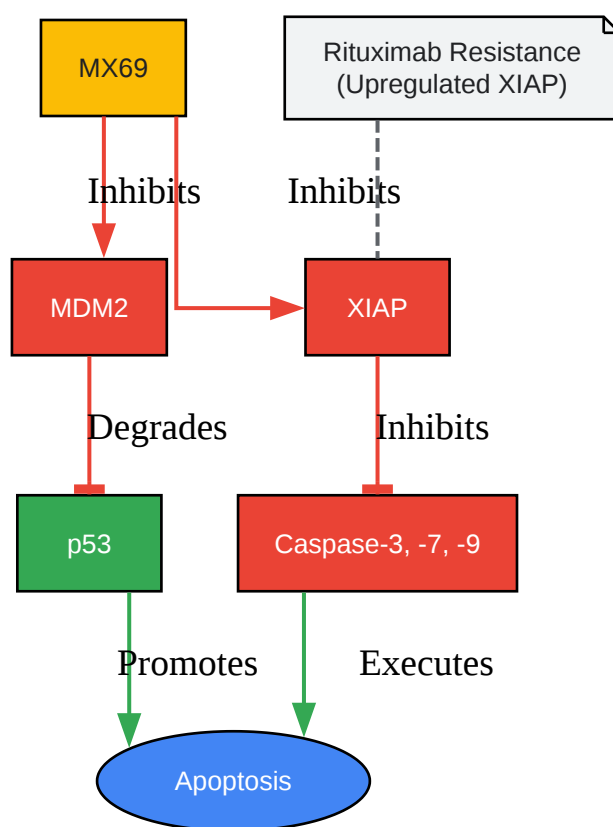 MX69
Rituximab Resistance
(Upregulated XIAP)
Inhibits
Inhibits
MDM2
XIAP
Degrades
Inhibits
p53
Caspase-3, -7, -9
Promotes
Executes
Apoptosis